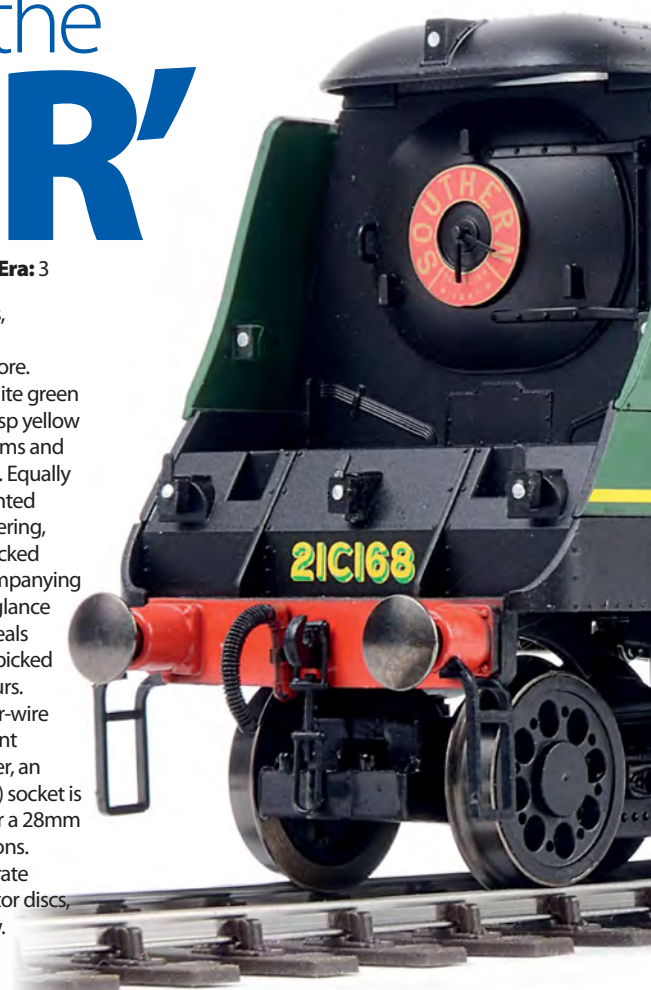 the
R'
Era: 3
ore.
ite green
sp yellow
ms and
. Equally
nted
ering,
cked
mpanying
glance
eals
picked
urs.
r-wire
nt
er, an
) socket is
r a 28mm
ons.
rate
tor discs,
.
SOUTHERN
21C168